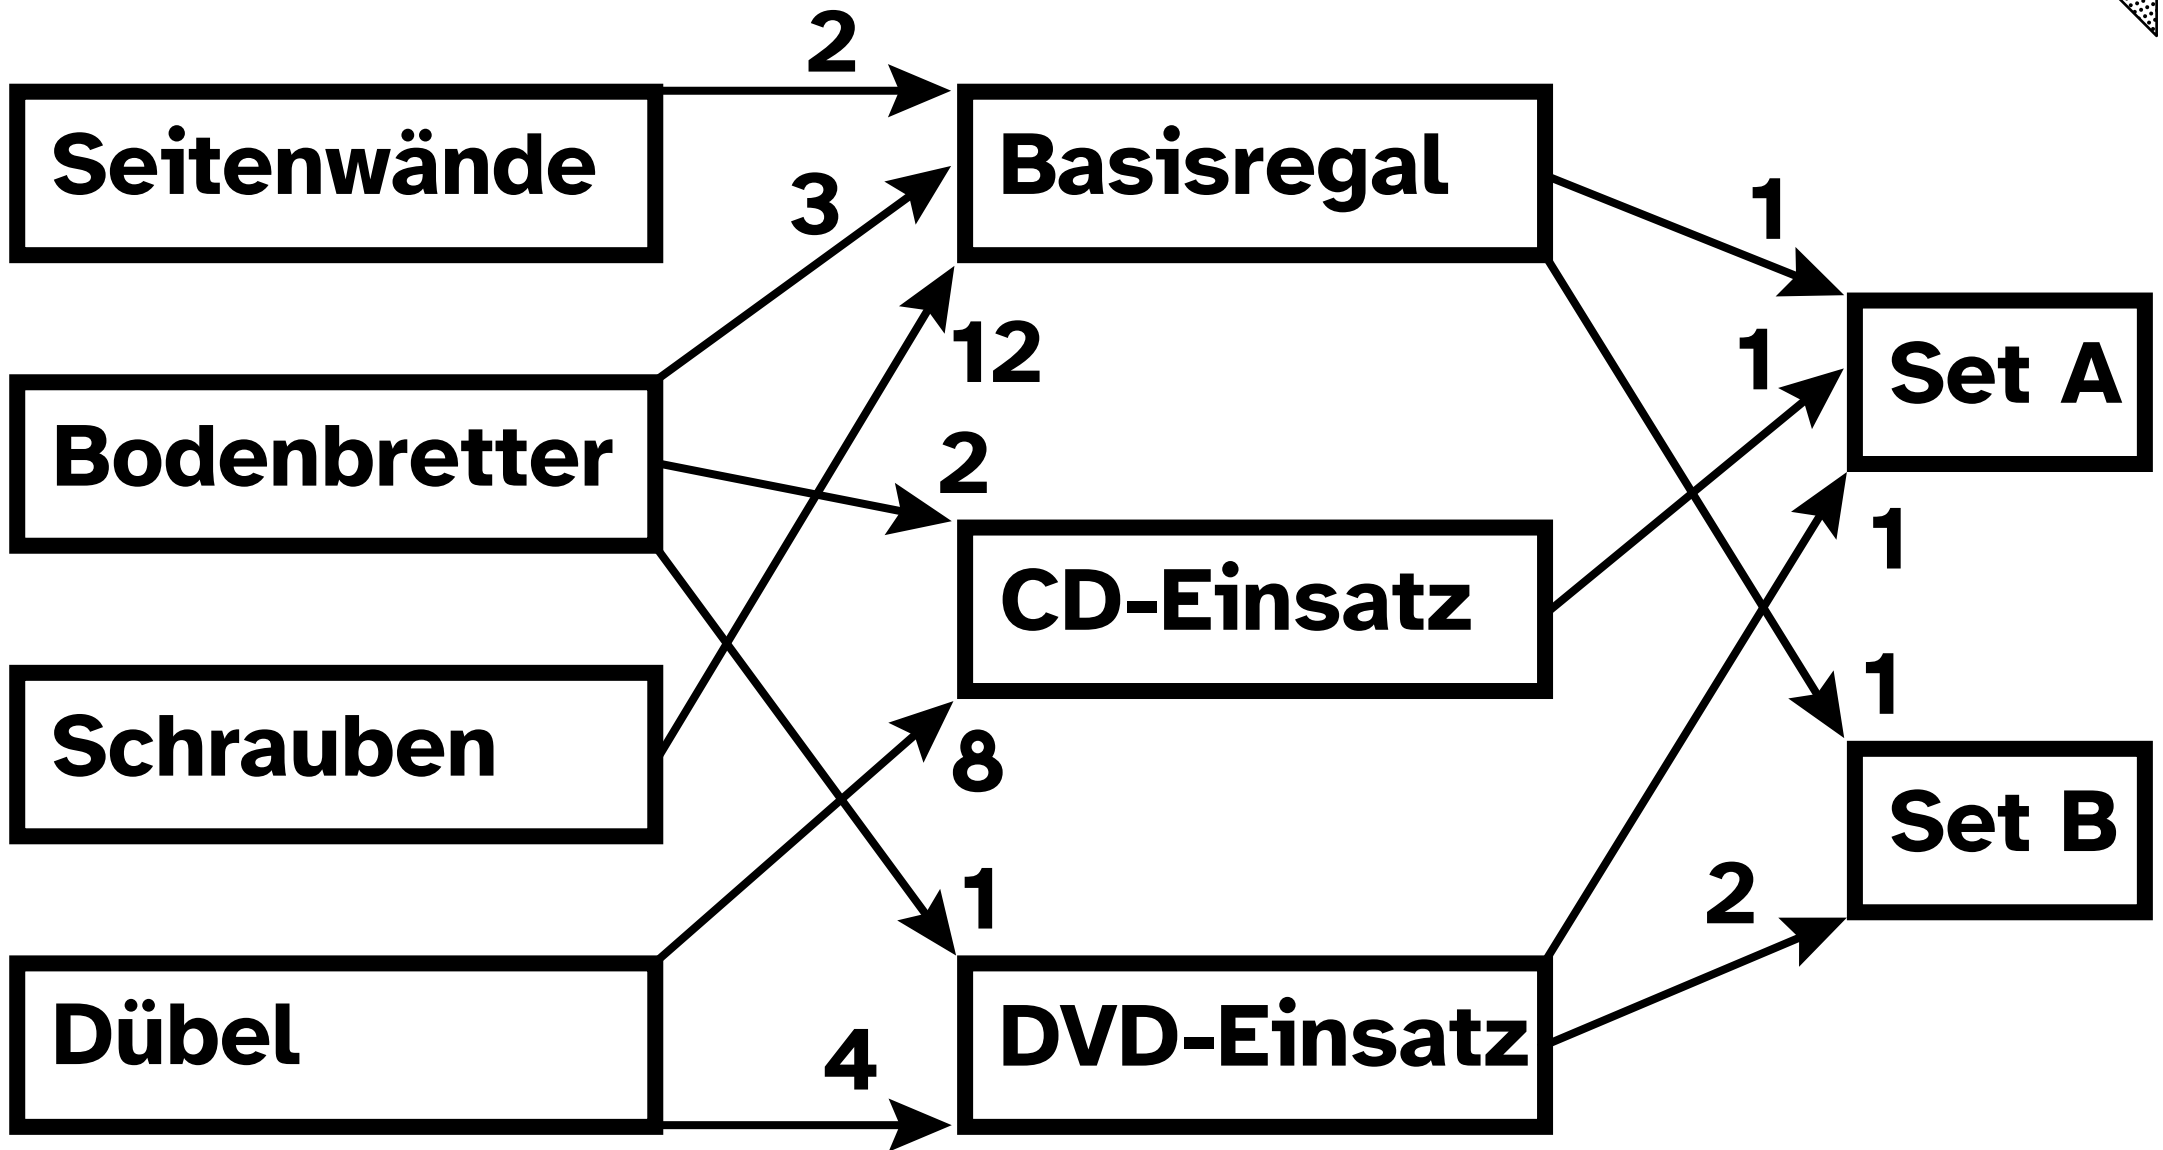 2
Seitenwände
Basisregal
3
1
12
1
Set A
Bodenbretter
2
CD-Einsatz
1
1
Schrauben
8
Set B
1
2
Dübel
4
DVD-Einsatz